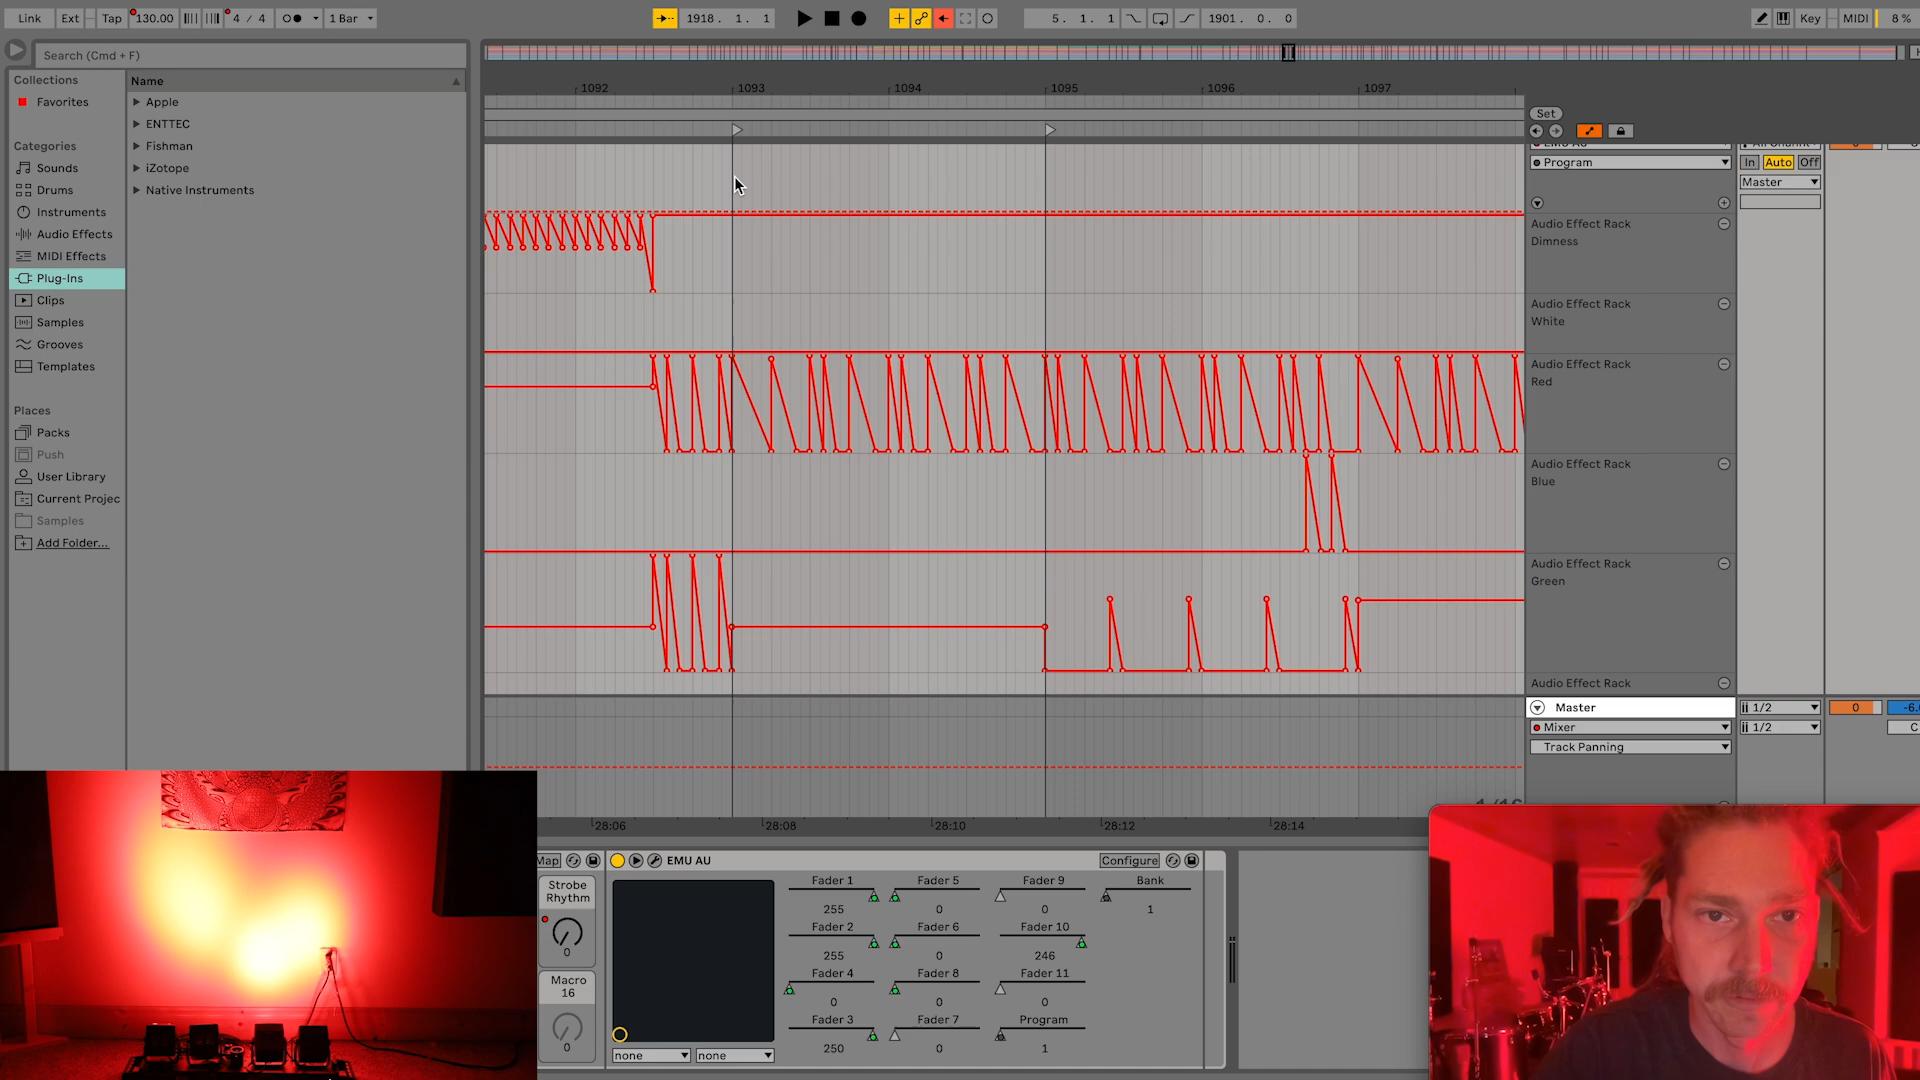 Link Ext Tap 130.00 4 / 4 1 Bar 1918. 1. 1 5. 1. 1 1901. 0. 0 Key MIDI 8 %
Search (Cmd + F)
Collections
Favorites
Categories
Sounds
Drums
Instruments
Audio Effects
MIDI Effects
Plug-Ins
Clips
Samples
Grooves
Templates
Places
Packs
Push
User Library
Current Projec
Samples
Add Folder...
Name
Apple
ENTTEC
Fishman
iZotope
Native Instruments
1092 1093 1094 1095 1096 1097
Set
Program
In Auto Off
Master
Audio Effect Rack
Dimness
Audio Effect Rack
White
Audio Effect Rack
Red
Audio Effect Rack
Blue
Audio Effect Rack
Green
Audio Effect Rack
Master 1/2 0 -6.
Mixer 1/2 C
Track Panning
28:06 28:08 28:10 28:12 28:14
Map EMU AU Configure
Strobe
Rhythm
0
Macro
16
0
none none
Fader 1 Fader 5 Fader 9 Bank
255 0 0 1
Fader 2 Fader 6 Fader 10
255 0 246
Fader 4 Fader 8 Fader 11
0 0 0
Fader 3 Fader 7 Program
250 0 1